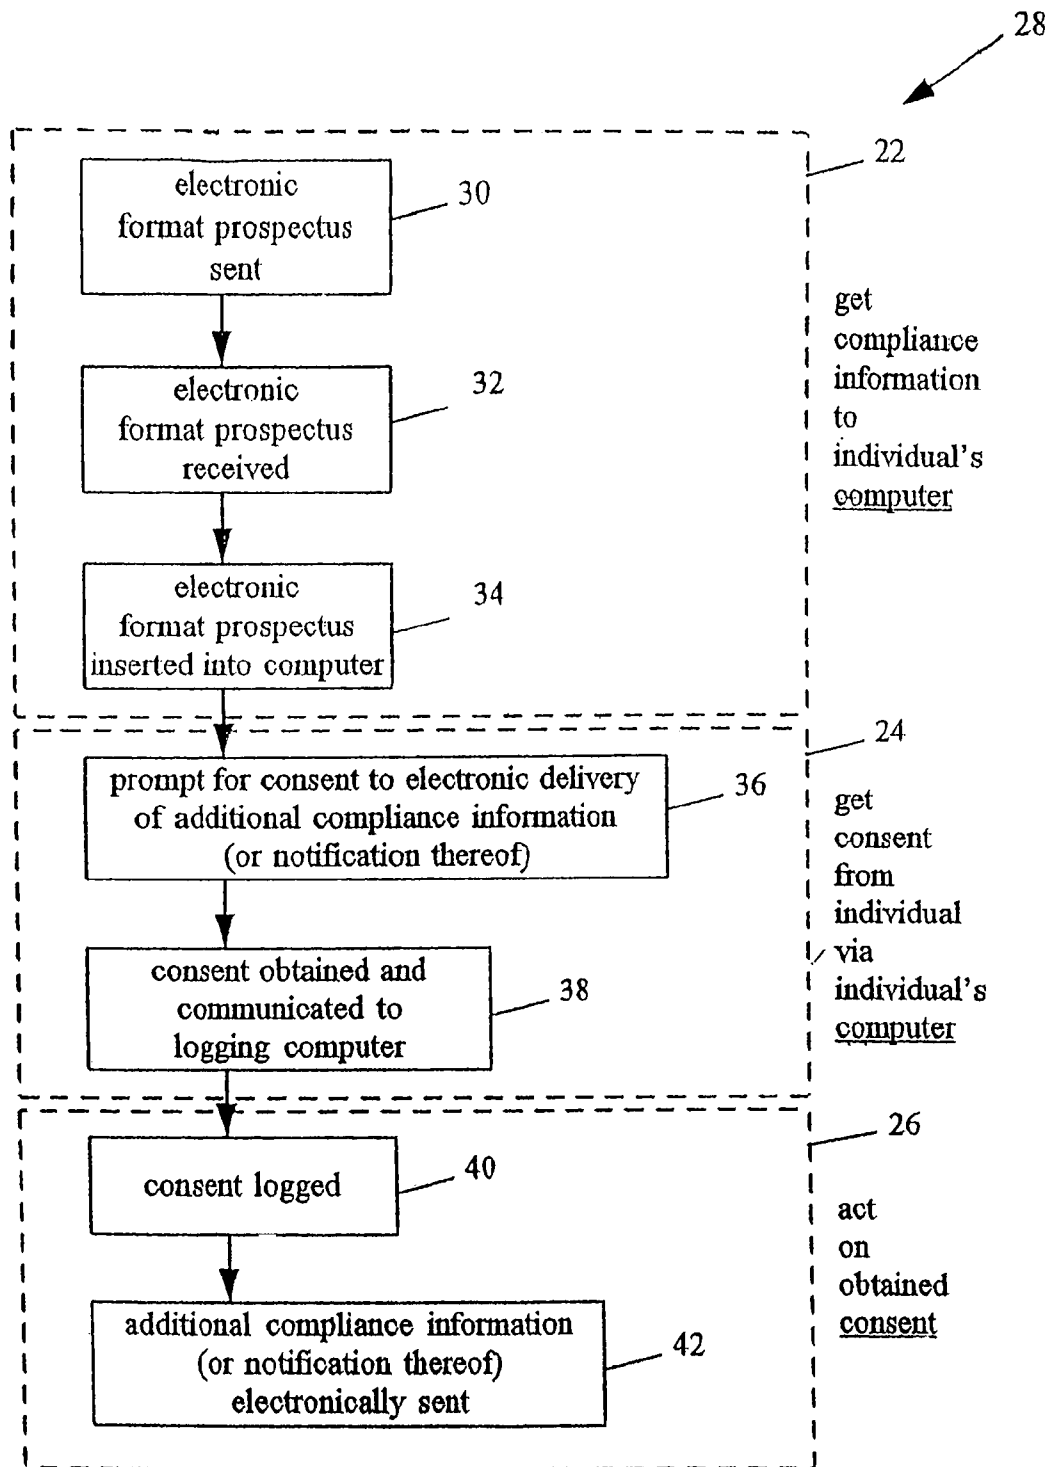 28
22
electronic
format prospectus
sent
30
get
compliance
information
to
individual's
computer
electronic
format prospectus
received
32
electronic
format prospectus
inserted into computer
34
24
prompt for consent to electronic delivery
of additional compliance information
(or notification thereof)
36
get
consent
from
individual
via
individual's
computer
consent obtained and
communicated to
logging computer
38
26
consent logged
40
act
on
obtained
consent
additional compliance information
(or notification thereof)
electronically sent
42